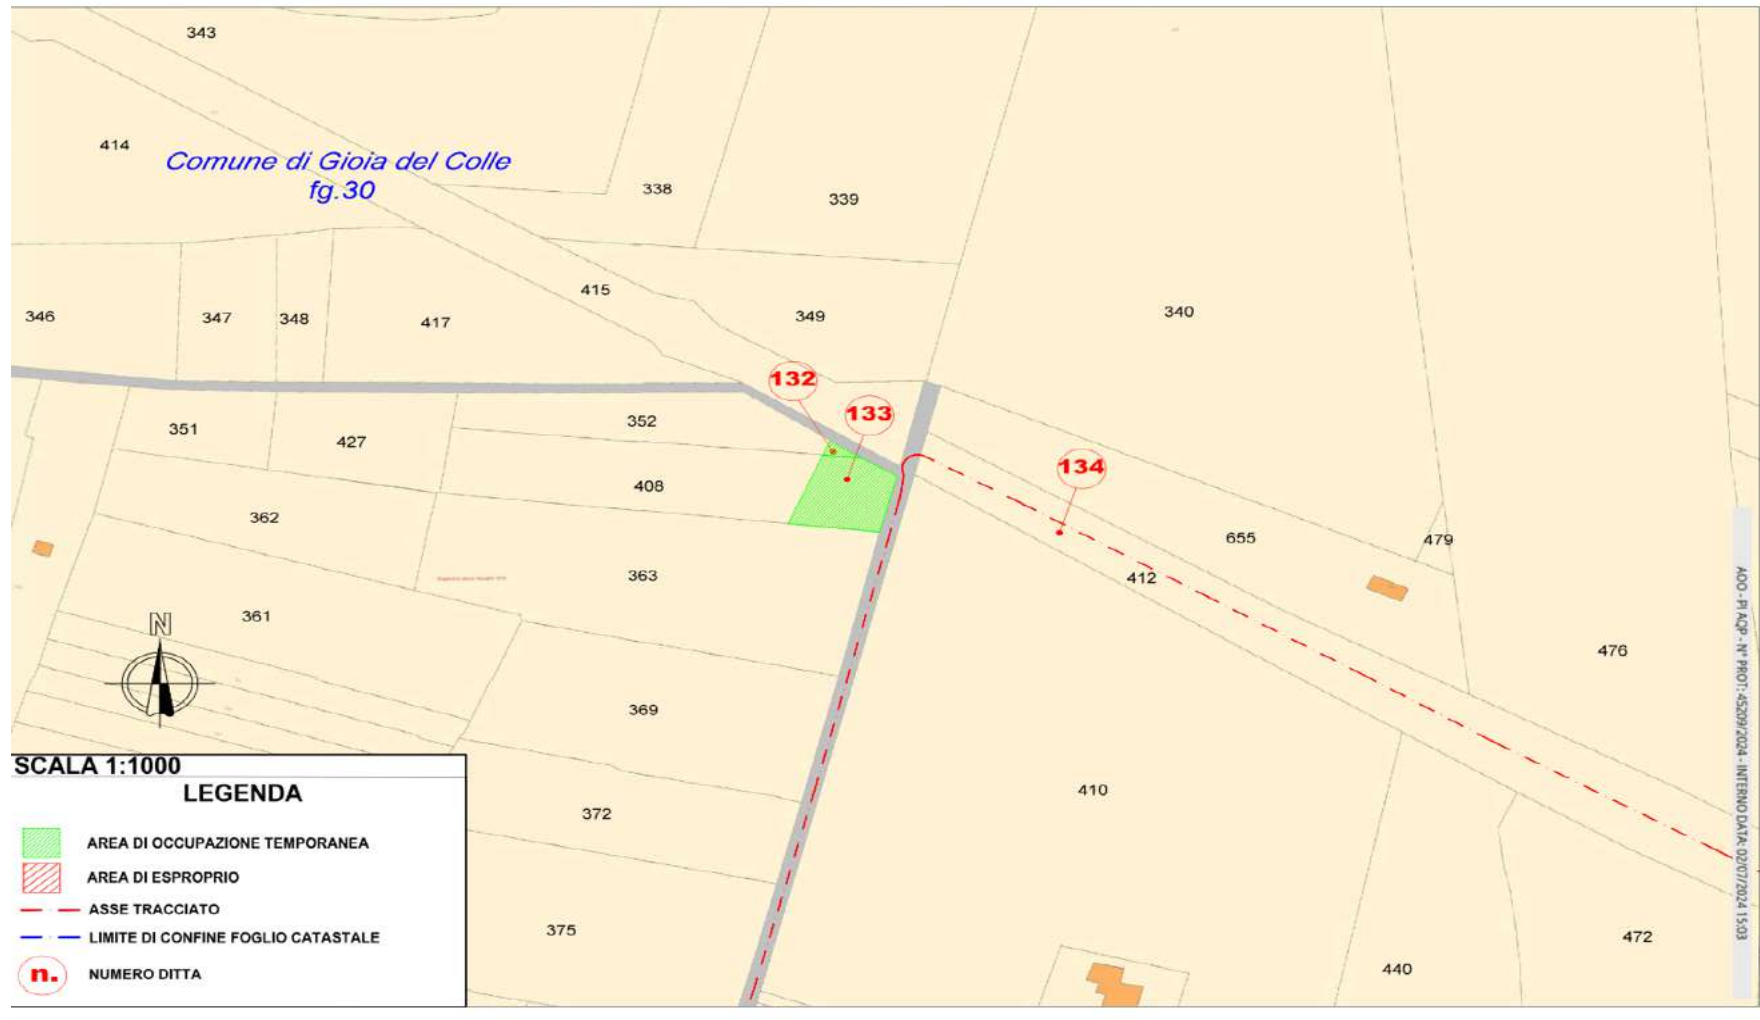 343
414
Comune di Gioia del Colle
fg.30
338
339
415
346
347
348
417
349
340
132
133
351
427
352
134
408
362
655
479
412
363
361
N
476
369
SCALA 1:1000
LEGENDA
AREA DI OCCUPAZIONE TEMPORANEA
AREA DI ESPROPRIO
ASSE TRACCIATO
LIMITE DI CONFINE FOGLIO CATASTALE
n. NUMERO DITTA
372
410
375
440
472
AOO - PI AQP - N° PROT: 45209/2024 - INTERNO DATA: 02/07/2024 15:03